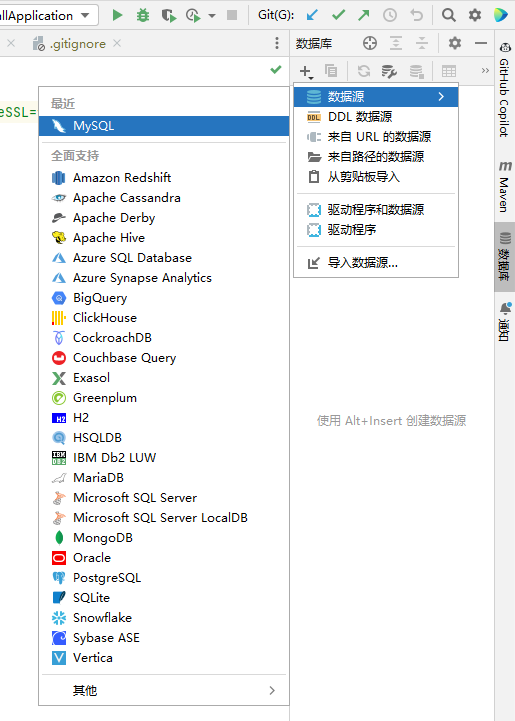 allApplication
Git(G):
.gitignore
数据库
eSSL=
最近
MySQL
全面支持
Amazon Redshift
Apache Cassandra
Apache Derby
Apache Hive
Azure SQL Database
Azure Synapse Analytics
BigQuery
ClickHouse
CockroachDB
Couchbase Query
Exasol
Greenplum
H2
HSQLDB
IBM Db2 LUW
MariaDB
Microsoft SQL Server
Microsoft SQL Server LocalDB
MongoDB
Oracle
PostgreSQL
SQLite
Snowflake
Sybase ASE
Vertica
其他
数据源
DDL 数据源
来自 URL 的数据源
来自路径的数据源
从剪贴板导入
驱动程序和数据源
驱动程序
导入数据源...
使用 Alt+Insert 创建数据源
GitHub Copilot
Maven
数据库
通知